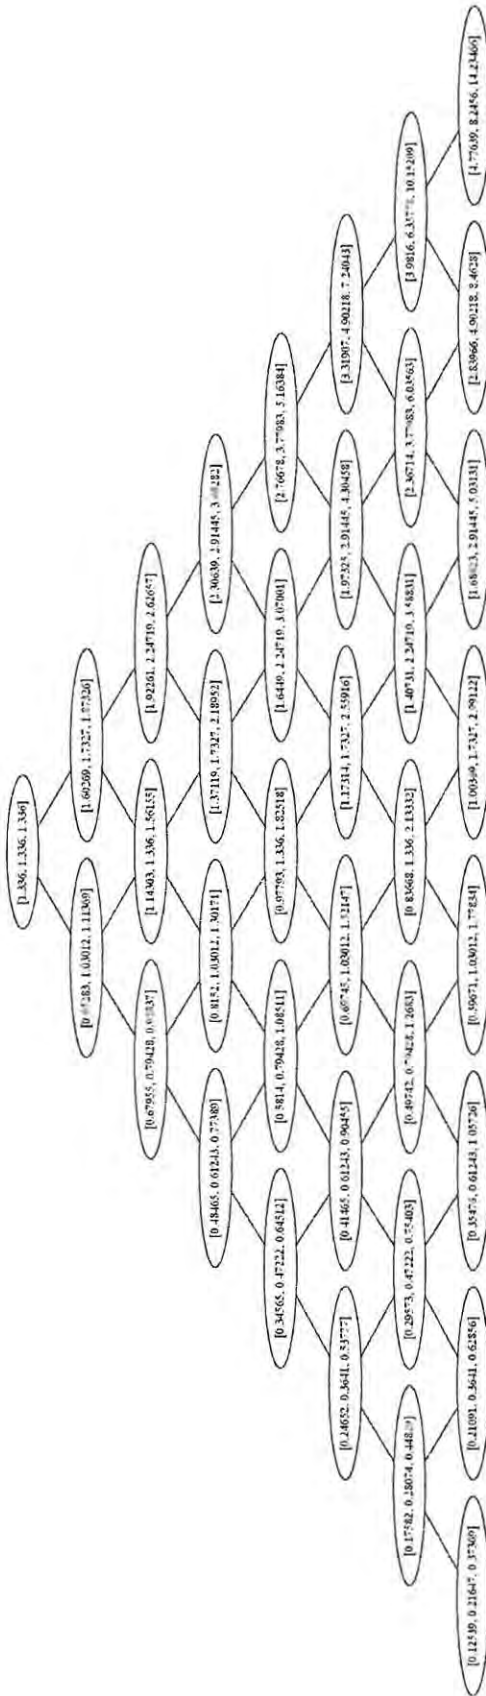 [1.336, 1.336, 1.336]
[0.95283, 1.03012, 1.11369] [1.60269, 1.7327, 1.87326]
[0.67955, 0.79428, 0.92837] [1.14303, 1.336, 1.56155] [1.92261, 2.24719, 2.62657]
[0.48465, 0.61243, 0.77389] [0.8152, 1.03012, 1.30171] [1.37119, 1.7327, 2.18952] [2.30639, 2.91445, 3.68282]
[0.34565, 0.47222, 0.64512] [0.5814, 0.79428, 1.08511] [0.97793, 1.336, 1.82518] [1.6449, 2.24719, 3.07001] [2.76678, 3.77983, 5.16384]
[0.24652, 0.3641, 0.53777] [0.41465, 0.61243, 0.90455] [0.69745, 1.03012, 1.52147] [1.17314, 1.7327, 2.55916] [1.97325, 2.91445, 4.30458] [3.31907, 4.90218, 7.24043]
[0.17582, 0.28074, 0.44829] [0.29573, 0.47222, 0.75403] [0.49742, 0.79428, 1.2683] [0.83668, 1.336, 2.13332] [1.40731, 2.24719, 3.58831] [2.36714, 3.77983, 6.03563] [3.9816, 6.35778, 10.15209]
[0.12539, 0.21647, 0.37369] [0.21091, 0.3641, 0.62856] [0.35476, 0.61243, 1.05726] [0.59671, 1.03012, 1.77834] [1.00369, 1.7327, 2.99122] [1.68823, 2.91445, 5.03131] [2.83966, 4.90218, 8.4628] [4.77639, 8.2456, 14.23466]